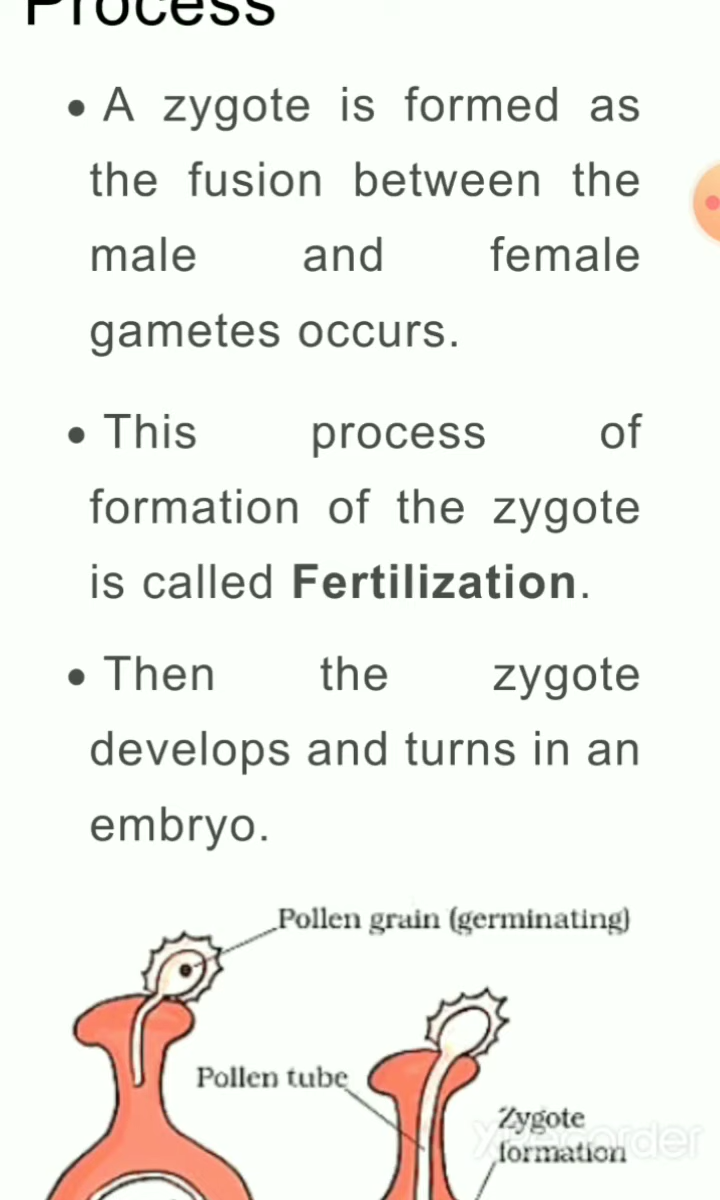 Process
• A zygote is formed as
the fusion between the
male and female
gametes occurs.
• This process of
formation of the zygote
is called Fertilization.
• Then the zygote
develops and turns in an
embryo.
Pollen grain (germinating)
Pollen tube
Zygote
formation
XRecorder